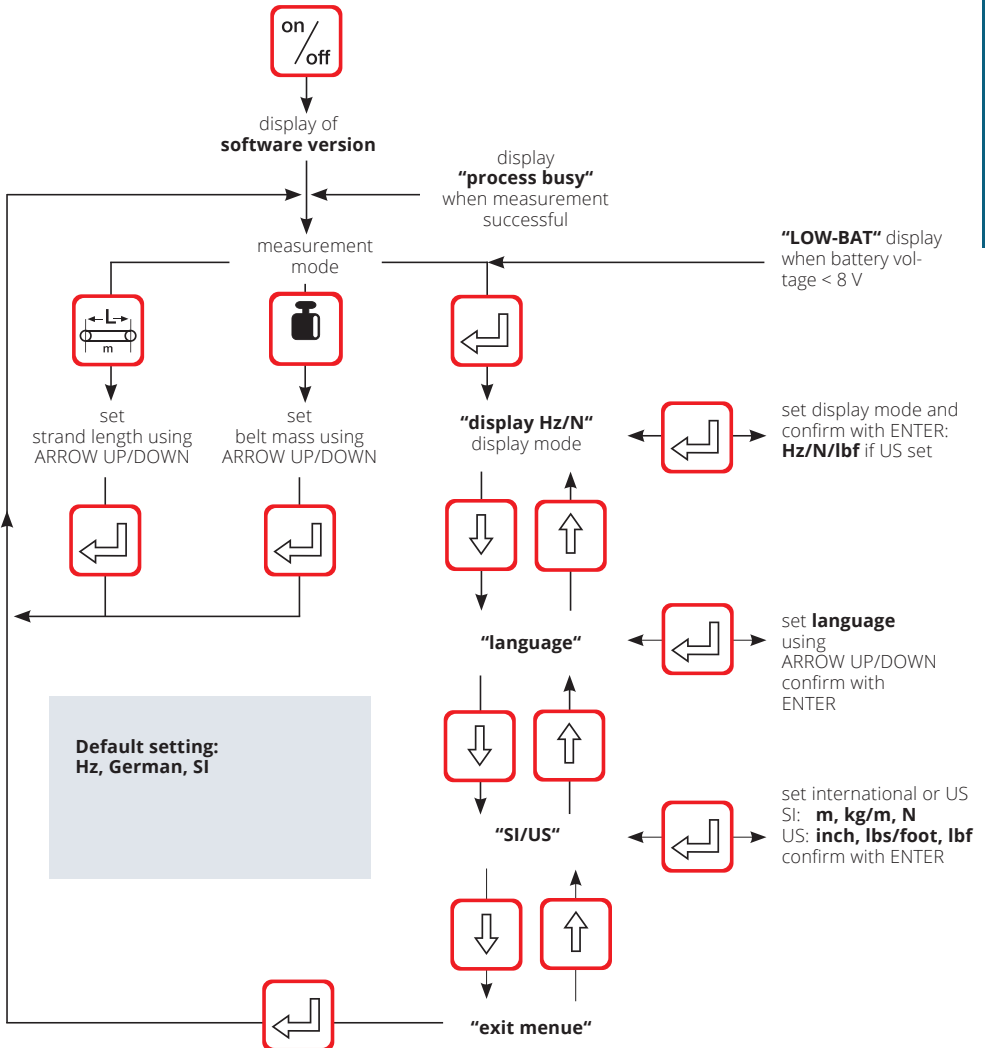 on
off
display of
software version
display
“process busy“
when measurement
successful
“LOW-BAT“ display
when battery vol-
tage < 8 V
measurement
mode
L
m
set
strand length using
ARROW UP/DOWN
set
belt mass using
ARROW UP/DOWN
“display Hz/N“
display mode
set display mode and
confirm with ENTER:
Hz/N/lbf if US set
“language“
set language
using
ARROW UP/DOWN
confirm with
ENTER
Default setting:
Hz, German, SI
“SI/US“
set international or US
SI: m, kg/m, N
US: inch, lbs/foot, lbf
confirm with ENTER
“exit menue“